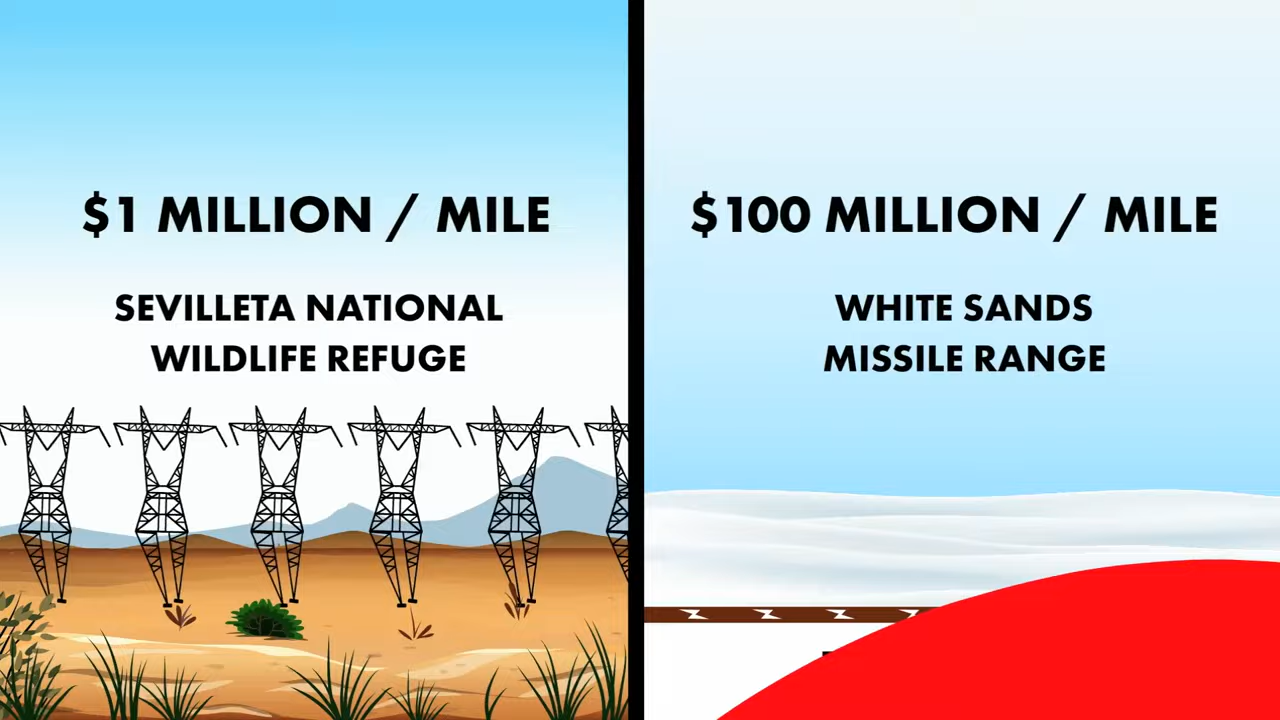 $1 MILLION / MILE
SEVILLETA NATIONAL
WILDLIFE REFUGE
$100 MILLION / MILE
WHITE SANDS
MISSILE RANGE